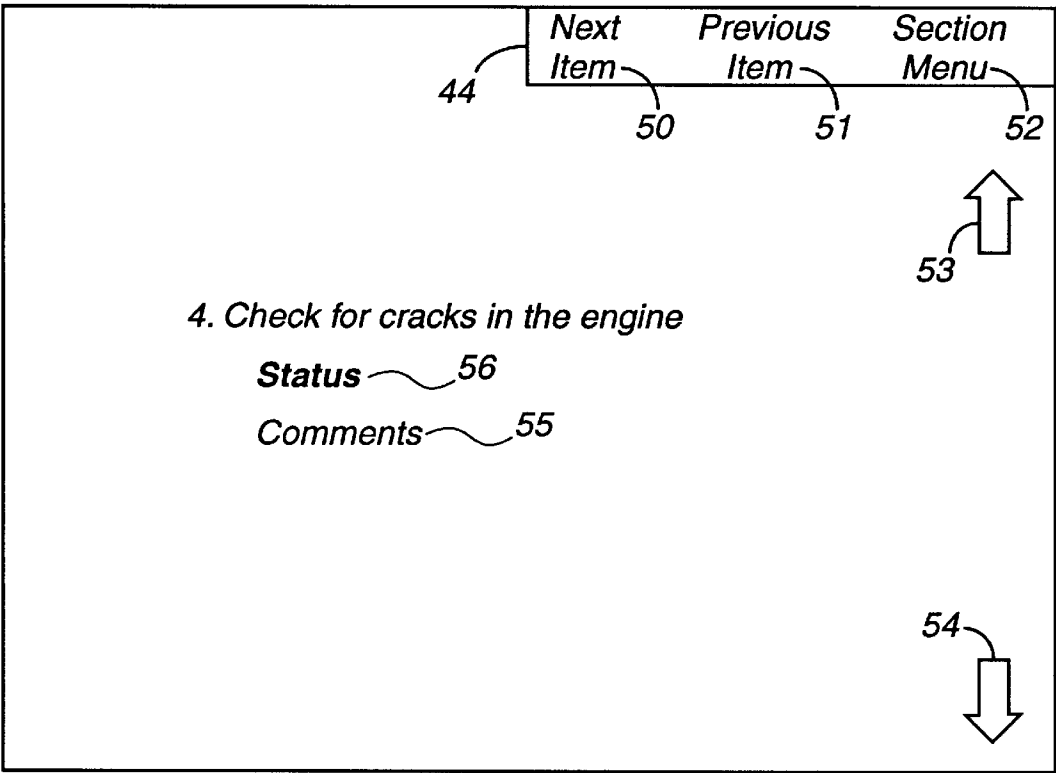 Next Previous Section
Item Item Menu
44
50 51 52
53
4. Check for cracks in the engine
Status 56
Comments 55
54